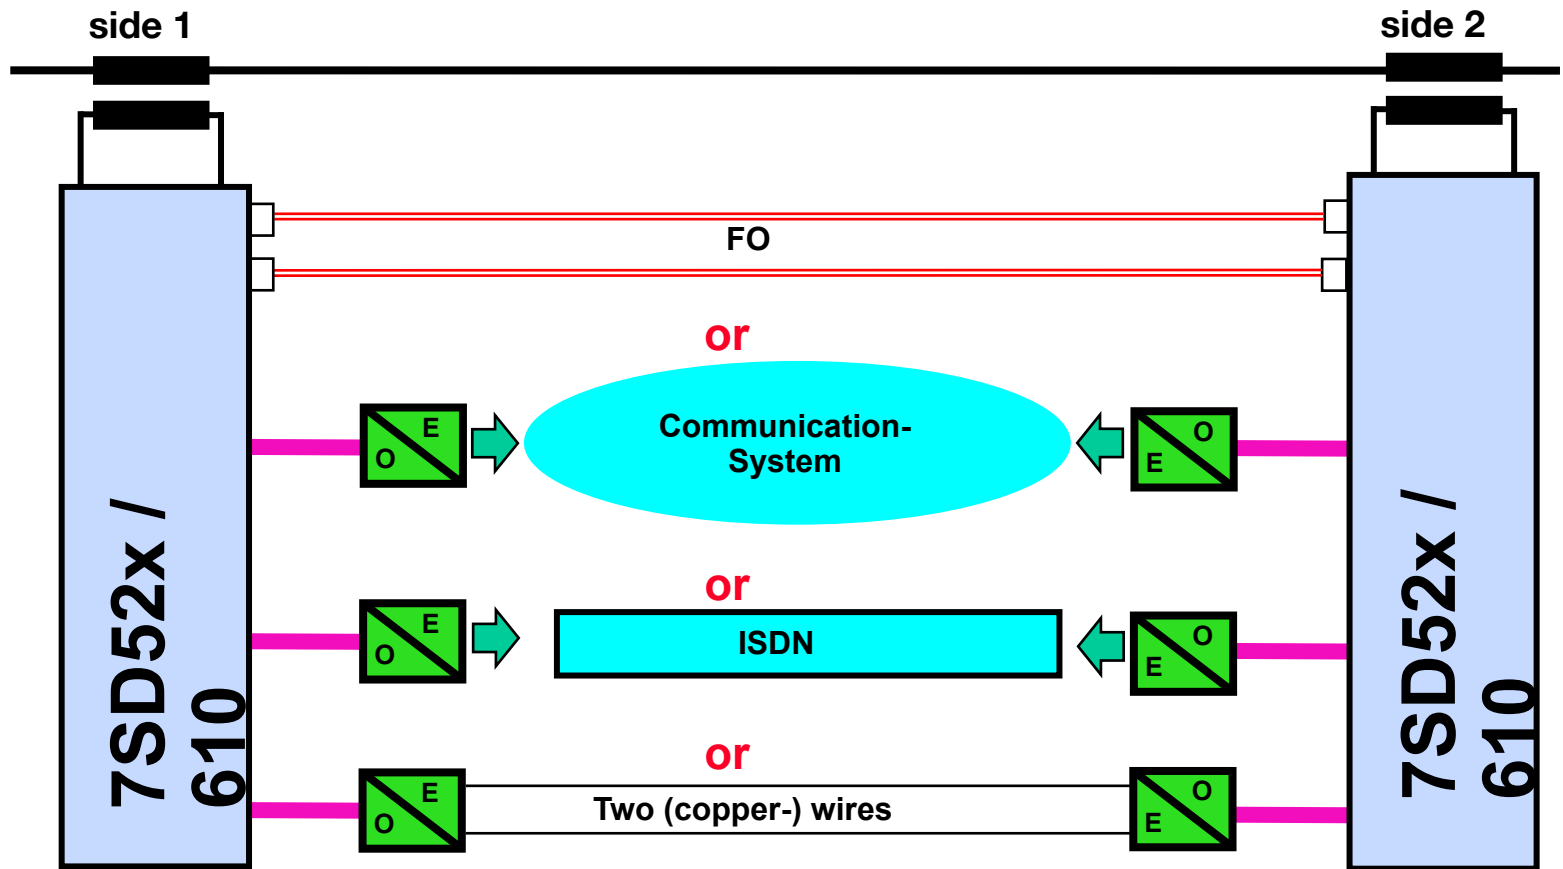 side 1
side 2
FO
or
Communication-
System
E
O
O
E
or
ISDN
E
O
O
E
or
Two (copper-) wires
E
O
O
E
7SD52x /
610
7SD52x /
610